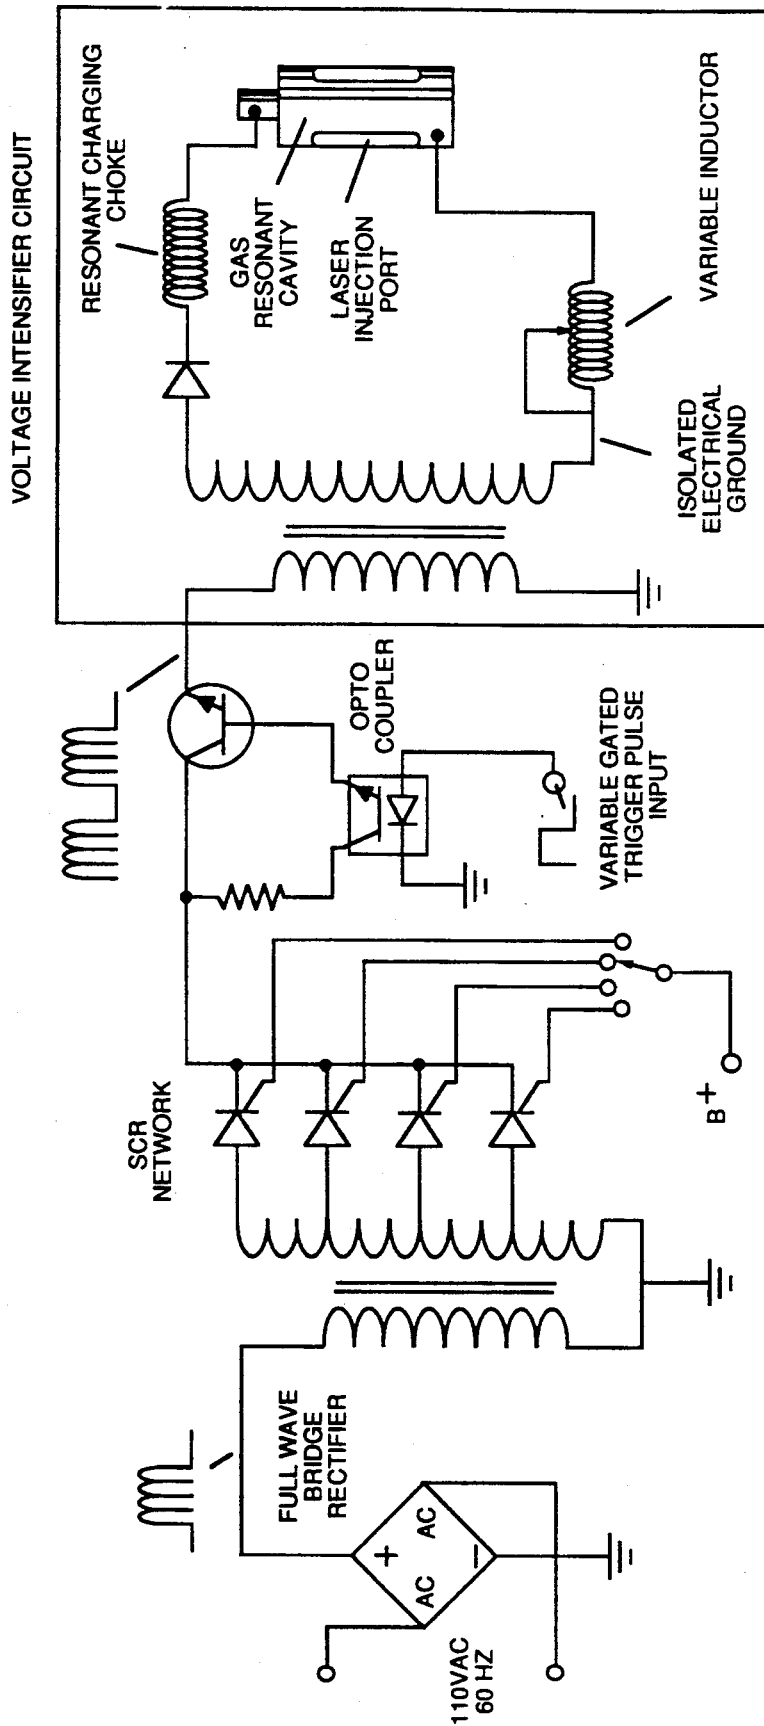 VOLTAGE INTENSIFIER CIRCUIT
RESONANT CHARGING
CHOKE
GAS
RESONANT
CAVITY
LASER
INJECTION
PORT
VARIABLE INDUCTOR
ISOLATED
ELECTRICAL
GROUND
OPTO
COUPLER
VARIABLE GATED
TRIGGER PULSE
INPUT
SCR
NETWORK
B+
FULL WAVE
BRIDGE
RECTIFIER
+
AC
AC
−
110VAC
60 HZ